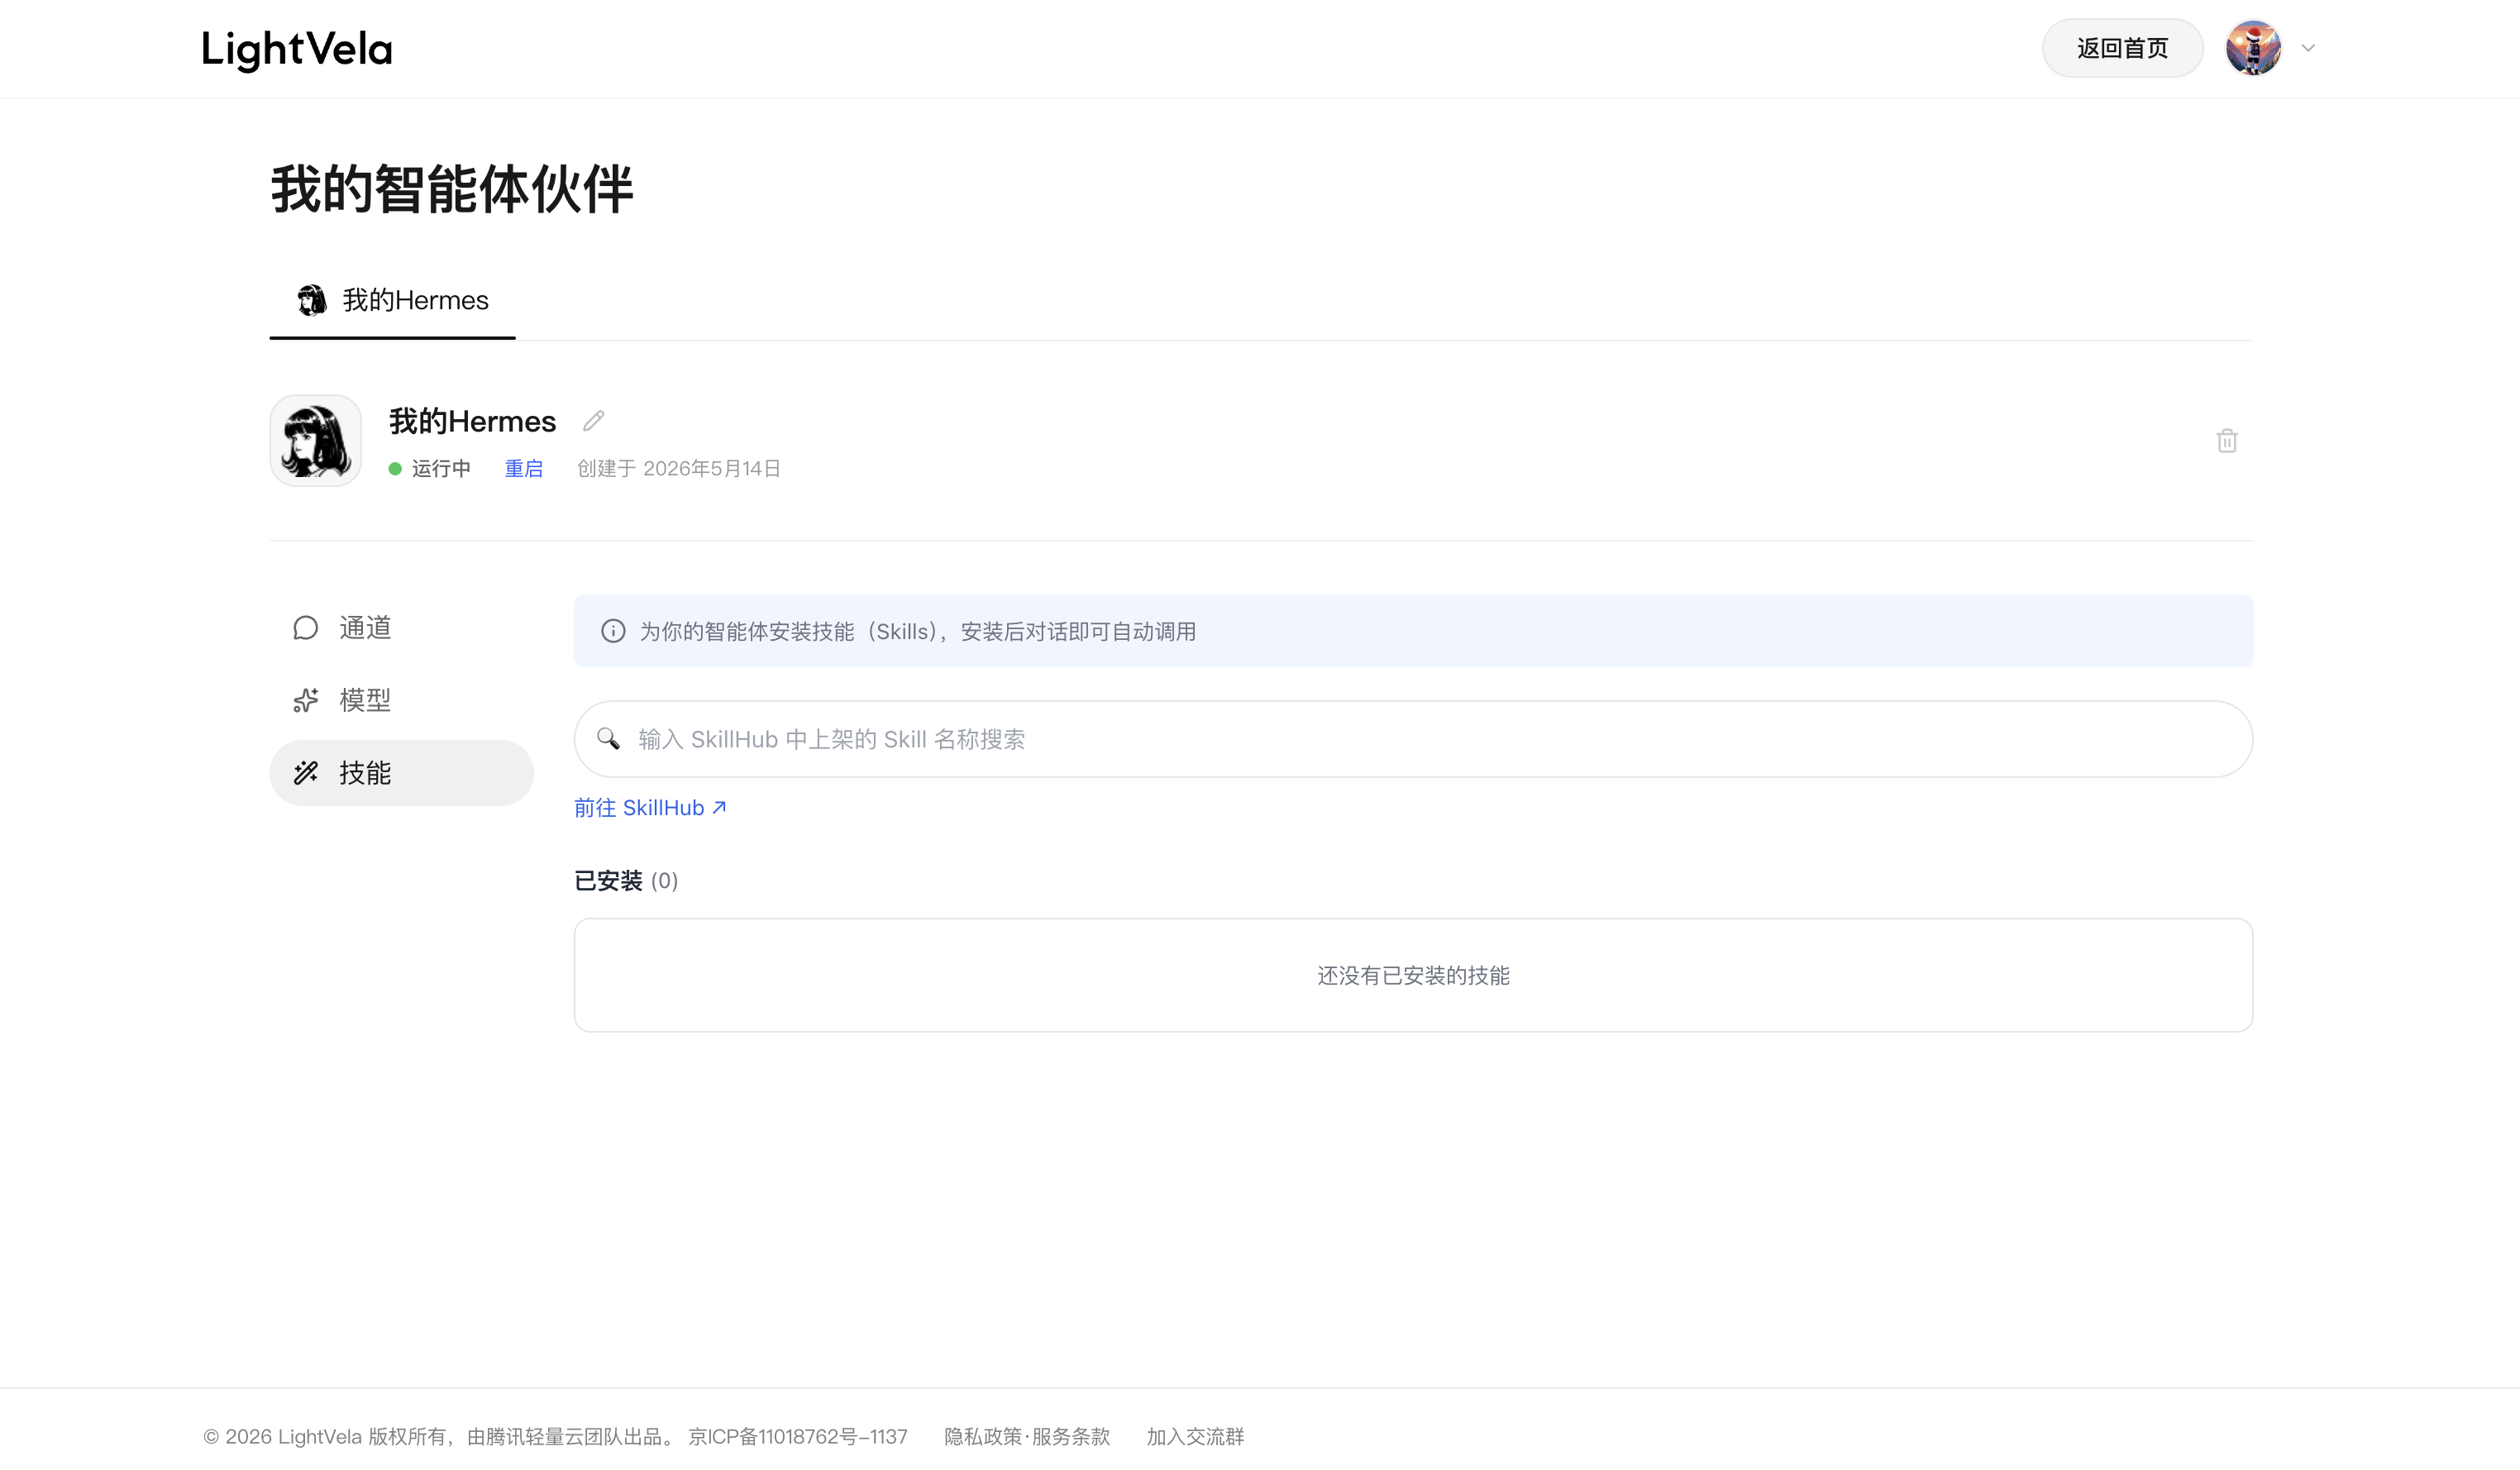 LightVela
返回首页
我的智能体伙伴
我的Hermes
我的Hermes
运行中 重启 创建于 2026年5月14日
通道
模型
技能
为你的智能体安装技能（Skills），安装后对话即可自动调用
输入 SkillHub 中上架的 Skill 名称搜索
前往 SkillHub ↗
已安装 (0)
还没有已安装的技能
© 2026 LightVela 版权所有，由腾讯轻量云团队出品。 京ICP备11018762号-1137 隐私政策·服务条款 加入交流群